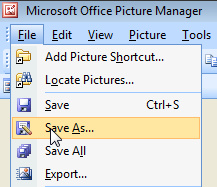 Microsoft Office Picture Manager
File Edit View Picture Tools
Add Picture Shortcut...
Locate Pictures...
Save Ctrl+S
Save As...
Save All
Export...